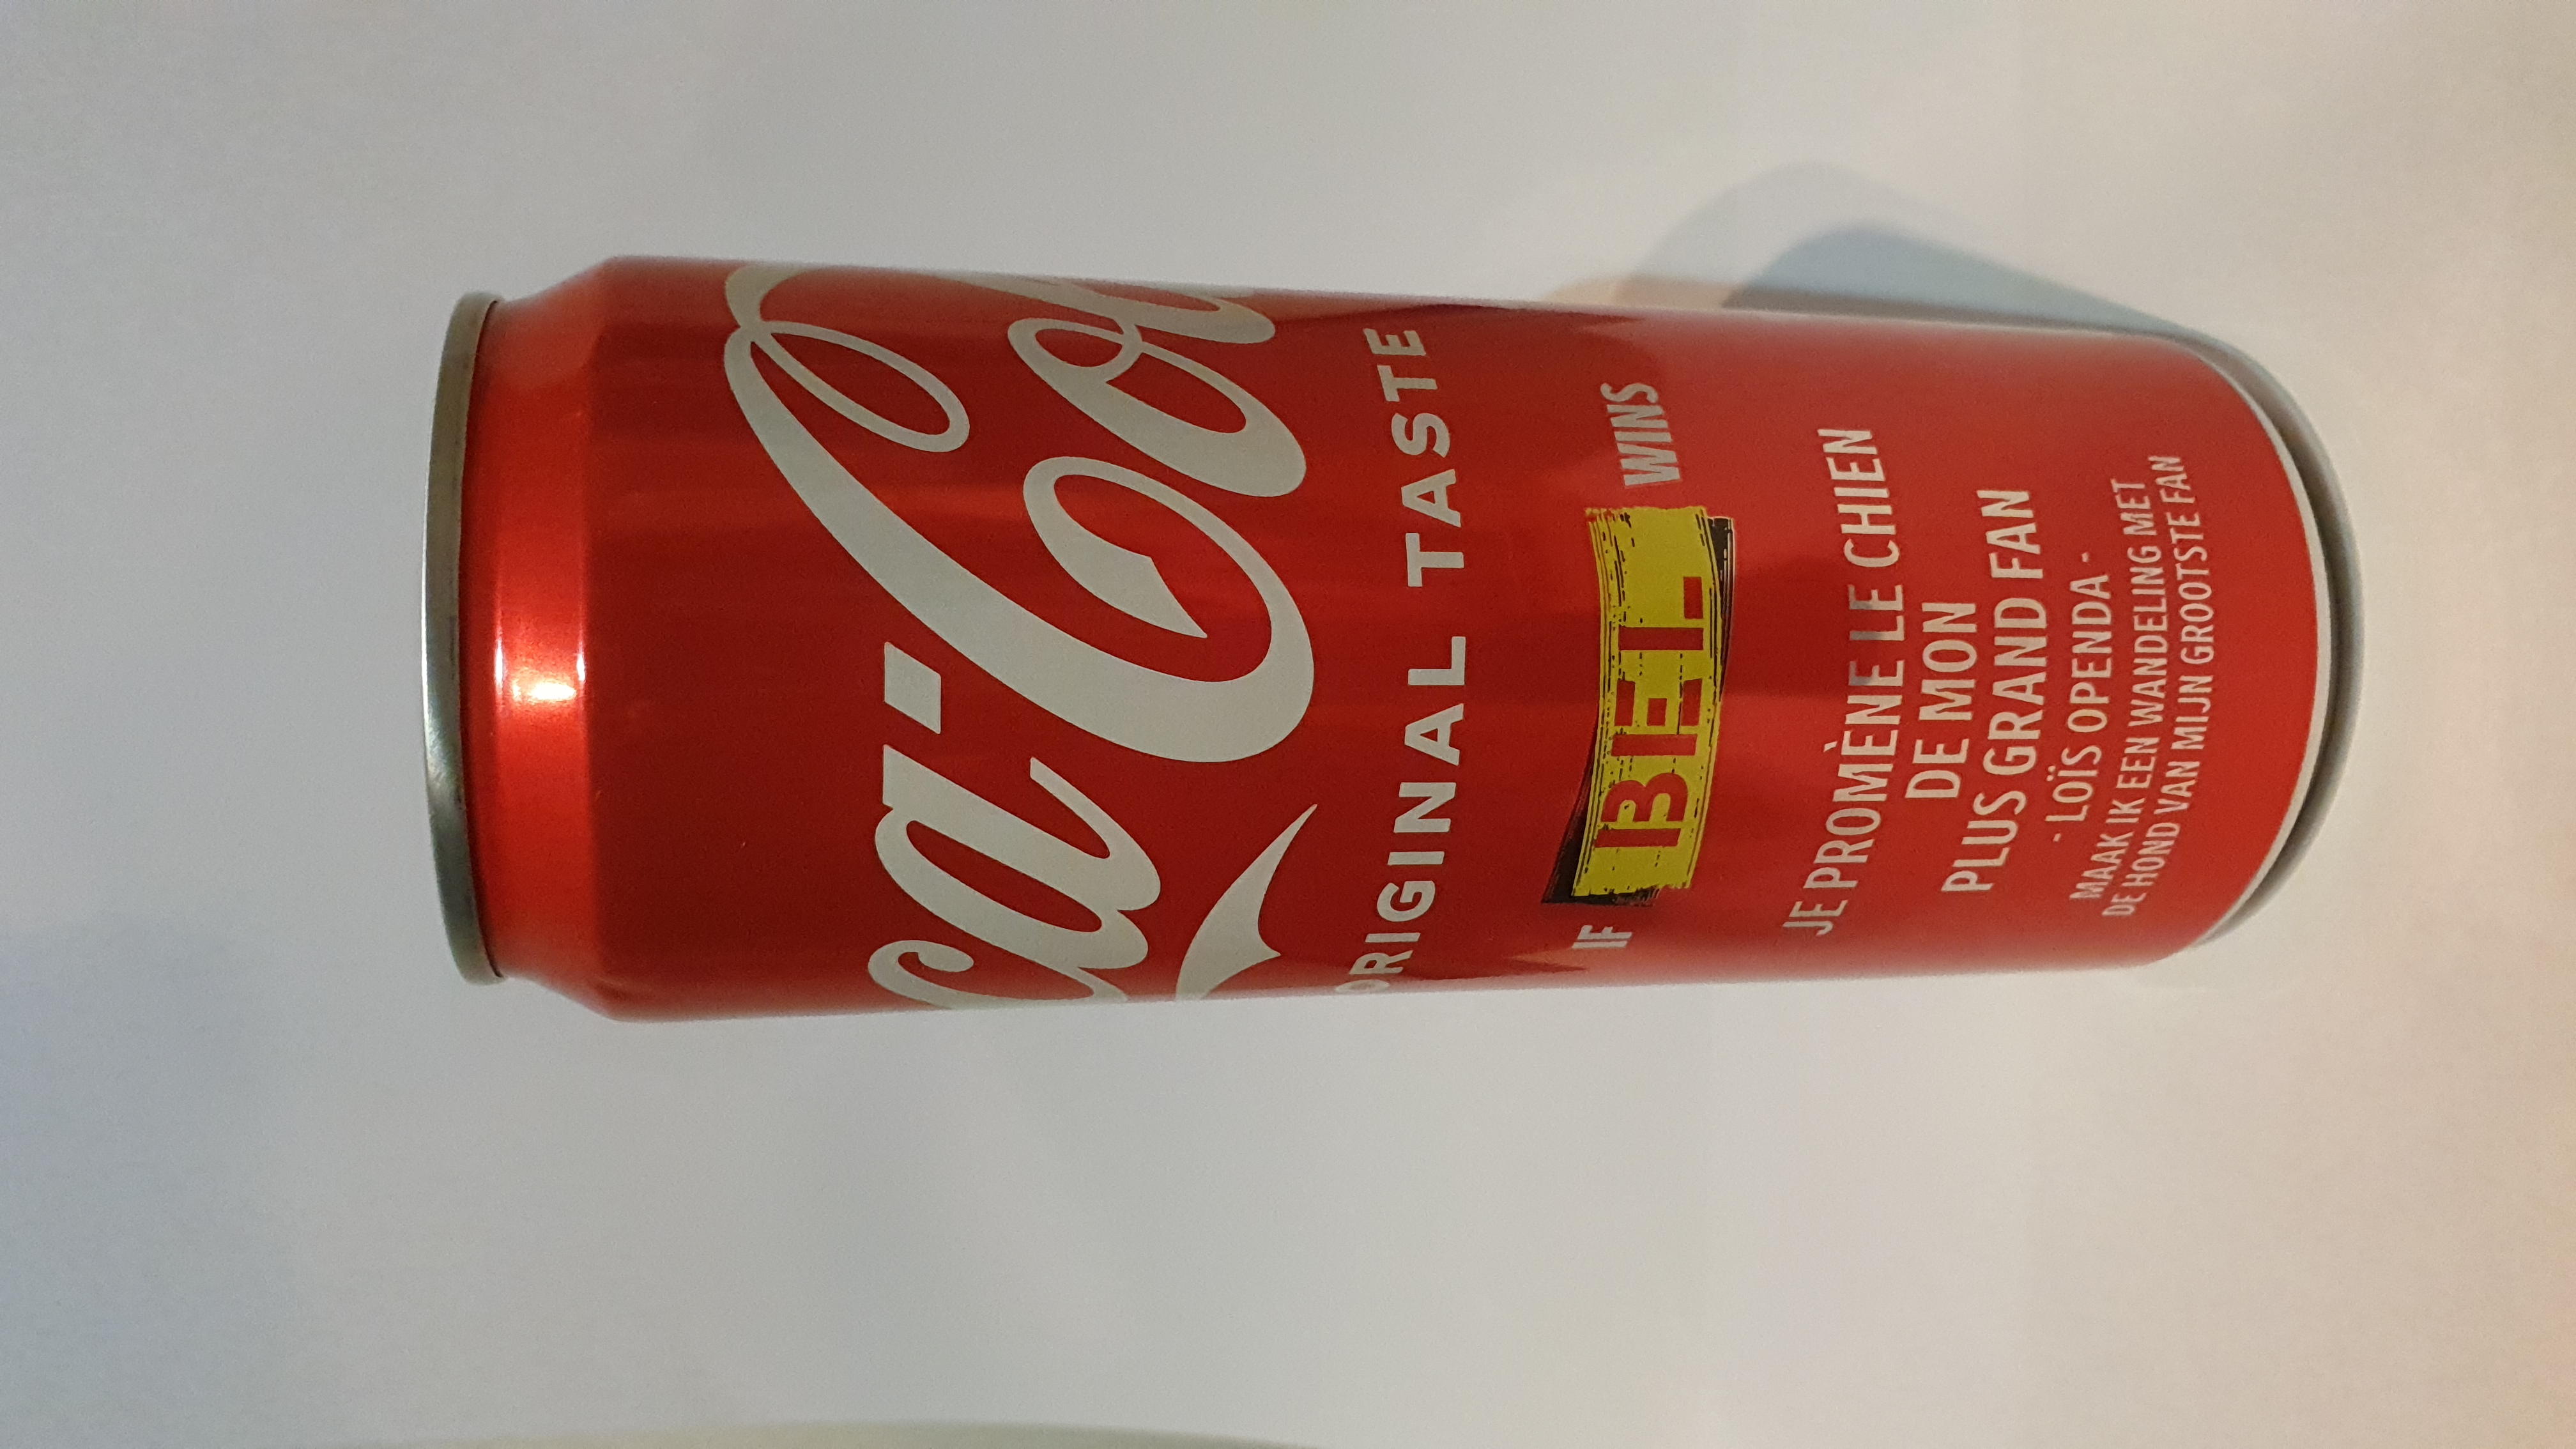 ca-Col
ORIGINAL TASTE
IF BEL WINS
JE PROMÈNE LE CHIEN
DE MON
PLUS GRAND FAN
- LOÏS OPENDA -
MAAK IK EEN WANDELING MET
DE HOND VAN MIJN GROOTSTE FAN